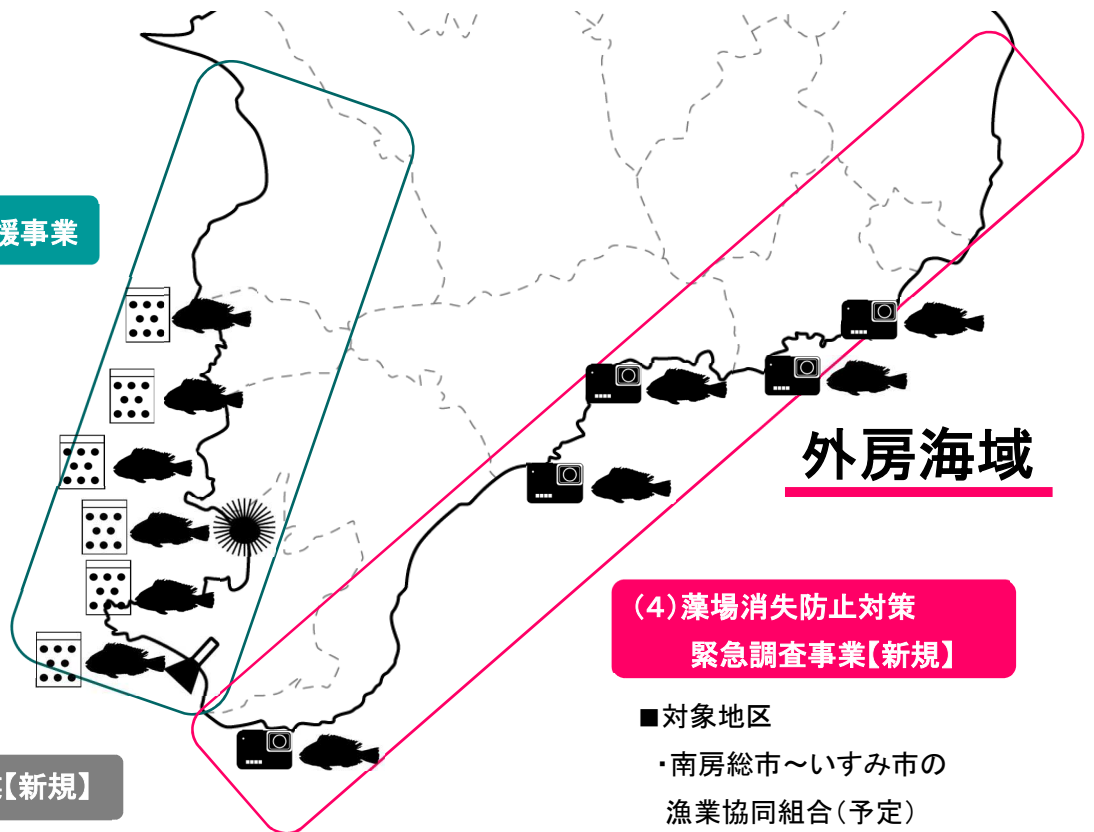 援事業
外房海域
(4)藻場消失防止対策
緊急調査事業【新規】
■対象地区
・南房総市～いすみ市の
漁業協同組合(予定)
【新規】